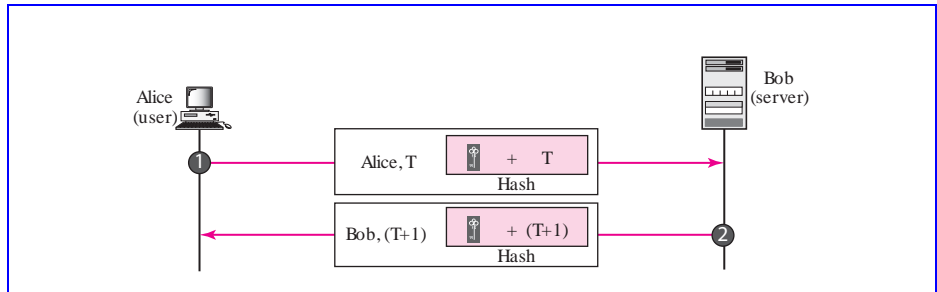 Alice
(user)
Bob
(server)
1
Alice, T
+ T
Hash
Bob, (T+1)
+ (T+1)
Hash
2